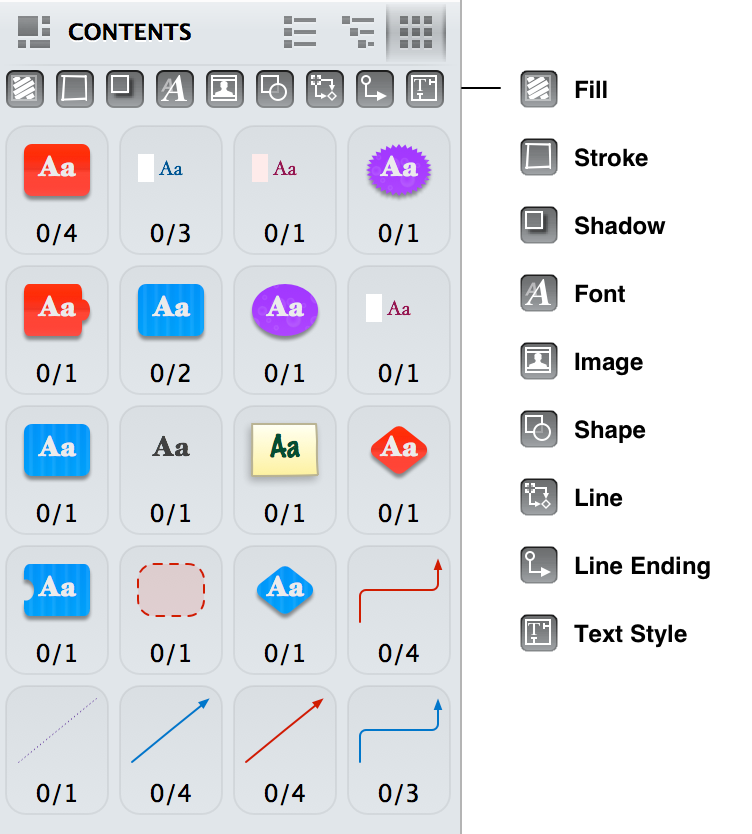 CONTENTS
A T Fill
Stroke
Shadow
A Font
Image
Shape
Line
Line Ending
T Text Style
Aa Aa Aa Aa
0/4 0/3 0/1 0/1
Aa Aa Aa Aa
0/1 0/2 0/1 0/1
Aa Aa Aa Aa
0/1 0/1 0/1 0/1
Aa Aa
0/1 0/1 0/1 0/4
0/1 0/4 0/4 0/3